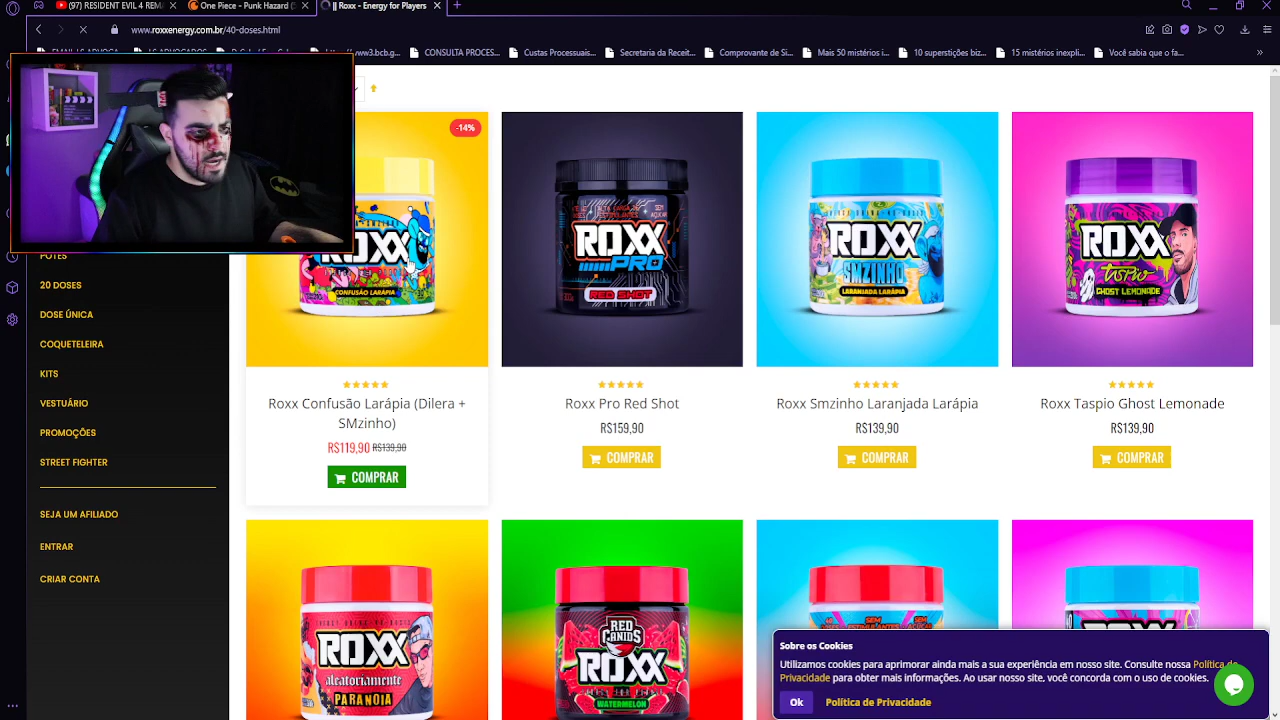 (97) RESIDENT EVIL 4 REMA
One Piece - Punk Hazard (5
|| Roxx - Energy for Players
www.roxxenergy.com.br/40-doses.html
CONSULTA PROCES...
Custas Processuais...
Secretaria da Receit...
Comprovante de Si...
Mais 50 mistérios i...
10 superstições biz...
15 mistérios inexpli...
Você sabia que o fa...
-14%
ROXX
CONFUSÃO LARÁPIA
ROXX
PRO
RED SHOT
ROXX
SMZINHO
LARANJADA LARÁPIA
ROXX
TASPIO
GHOST LEMONADE
POTES
20 DOSES
DOSE ÚNICA
COQUETELEIRA
KITS
VESTUÁRIO
PROMOÇÕES
STREET FIGHTER
SEJA UM AFILIADO
ENTRAR
CRIAR CONTA
Roxx Confusão Larápia (Dilera +
SMzinho)
R$119,90 R$139,90
COMPRAR
Roxx Pro Red Shot
R$159,90
COMPRAR
Roxx Smzinho Laranjada Larápia
R$139,90
COMPRAR
Roxx Taspio Ghost Lemonade
R$139,90
COMPRAR
ROXX
aleatoriamente
PARANOIA
RED
CANIDS
ROXX
WATERMELON
Sobre os Cookies
Utilizamos cookies para aprimorar ainda mais a sua experiência em nosso site. Consulte nossa Política de
Privacidade para obter mais informações. Ao usar nosso site, você concorda com o uso de cookies.
Ok
Política de Privacidade